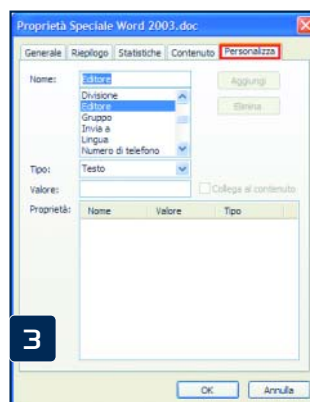 Proprietà Speciale Word 2003.doc
Generale Riepilogo Statistiche Contenuto Personalizza
Nome: Editore Aggiungi
Divisione
Editore Elimina
Gruppo
Invia a
Lingua
Numero di telefono
Tipo: Testo
Valore: Collega al contenuto
Proprietà: Nome Valore Tipo
3
OK Annulla